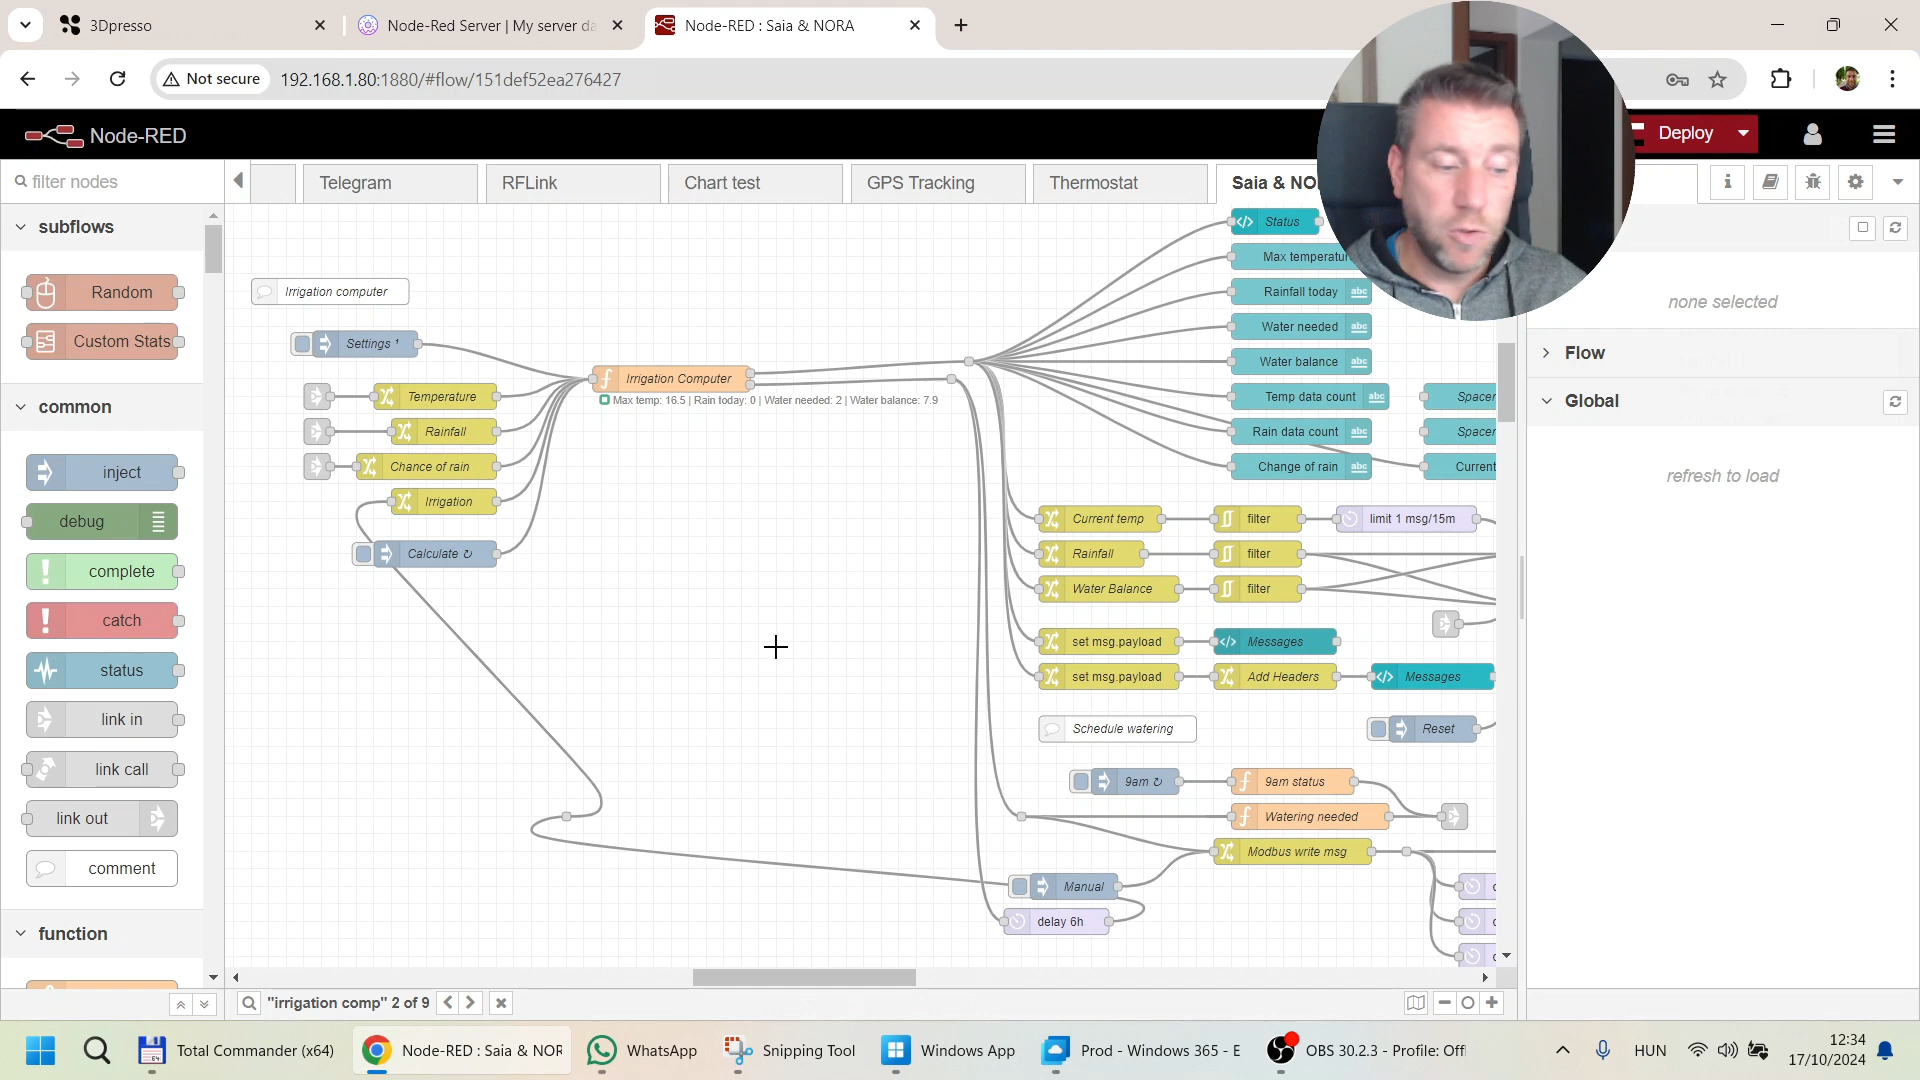 3Dpresso
Node-Red Server | My server da
Node-RED : Saia & NORA
Not secure
192.168.1.80:1880/#flow/151def52ea276427
Node-RED
Deploy
filter nodes
Telegram
RFLink
Chart test
GPS Tracking
Thermostat
Saia & NO
subflows
Random
Custom Stats
common
inject
debug
complete
catch
status
link in
link call
link out
comment
function
Irrigation computer
Settings ¹
Temperature
Rainfall
Chance of rain
Irrigation
Calculate ↻
Irrigation Computer
Max temp: 16.5 | Rain today: 0 | Water needed: 2 | Water balance: 7.9
Status
Max temperatur
Rainfall today abc
Water needed abc
Water balance abc
Temp data count abc
Rain data count abc
Change of rain abc
Spacer
Spacer
Current
Current temp
filter
limit 1 msg/15m
Rainfall
filter
Water Balance
filter
set msg.payload
Messages
set msg.payload
Add Headers
Messages
Schedule watering
Reset
9am ↻
9am status
Watering needed
Modbus write msg
Manual
delay 6h
none selected
Flow
Global
refresh to load
"irrigation comp" 2 of 9
Total Commander (x64)
Node-RED : Saia & NOR
WhatsApp
Snipping Tool
Windows App
Prod - Windows 365 - E
OBS 30.2.3 - Profile: Offi
HUN
12:34
17/10/2024